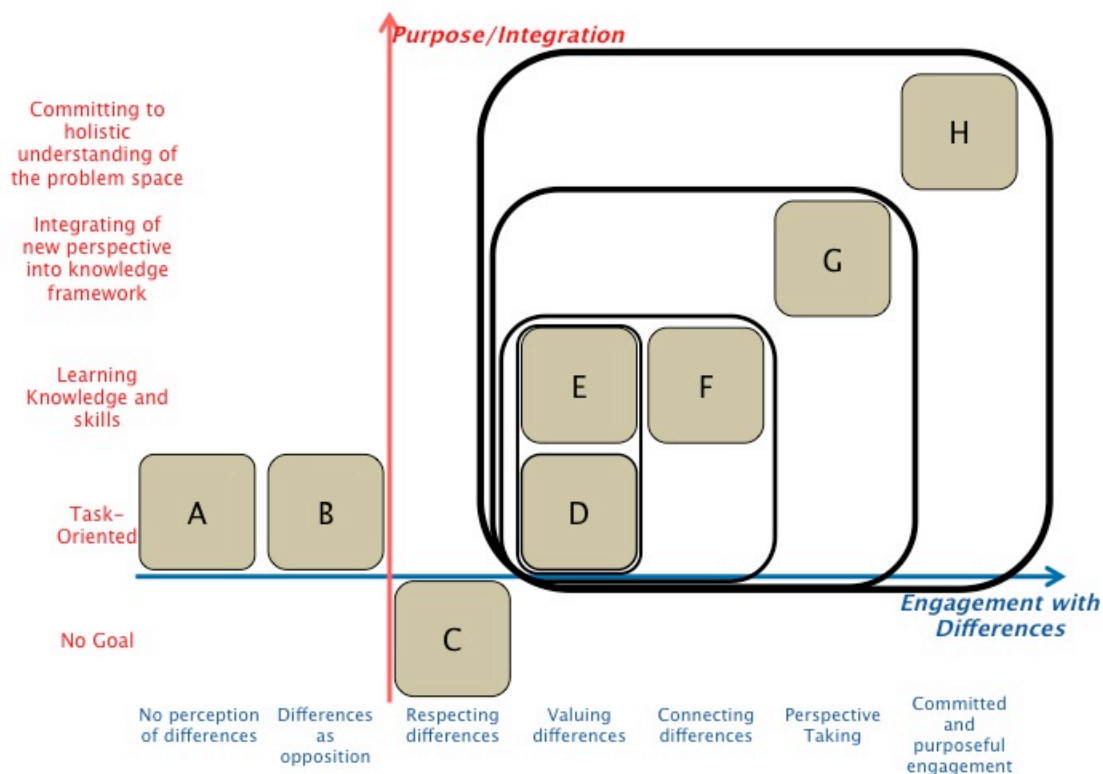 Purpose/Integration
Committing to
holistic
understanding of
the problem space
H
Integrating of
new perspective
into knowledge
framework
G
Learning
Knowledge and
skills
E
F
Task-
Oriented
A
B
D
Engagement with
Differences
No Goal
C
No perception
of differences
Differences
as
opposition
Respecting
differences
Valuing
differences
Connecting
differences
Perspective
Taking
Committed
and
purposeful
engagement